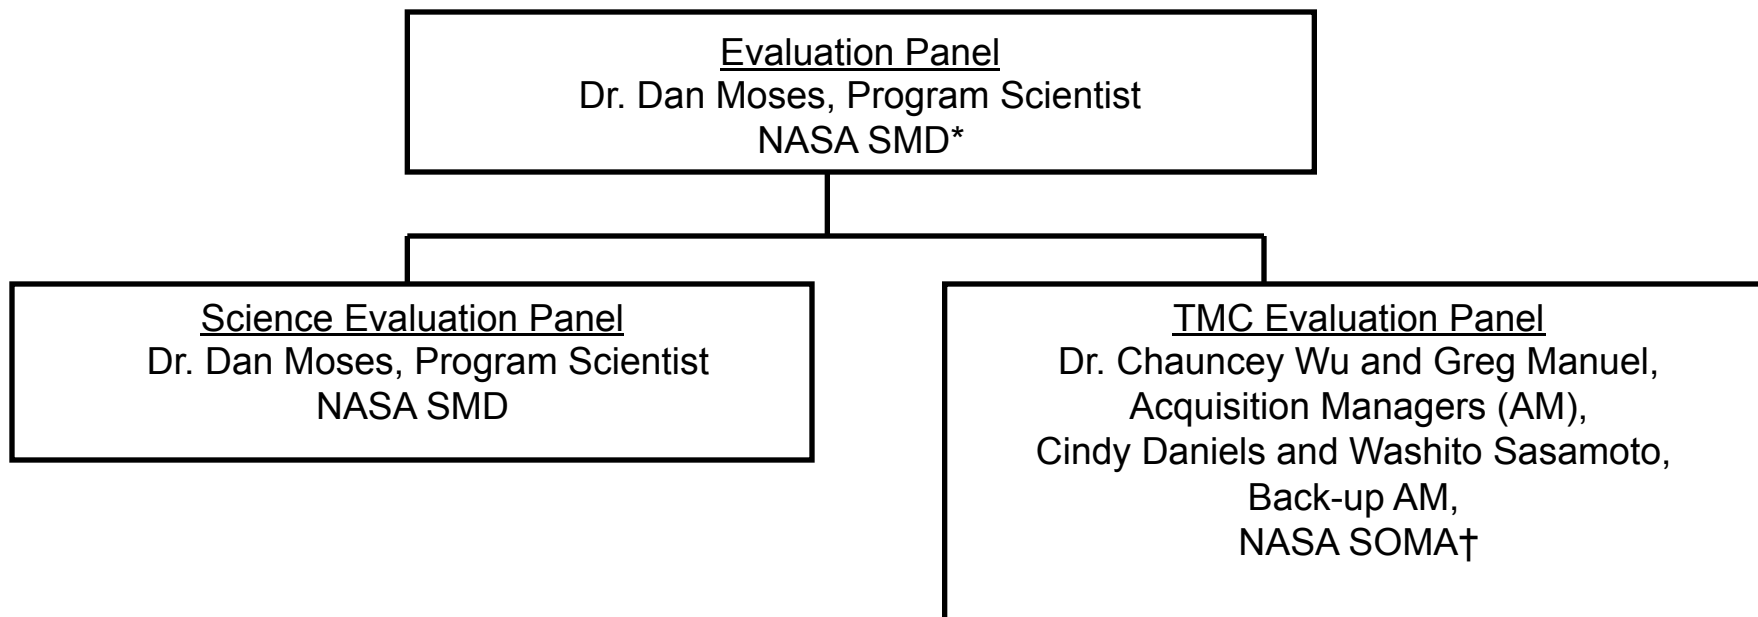 Evaluation Panel
Dr. Dan Moses, Program Scientist
NASA SMD*
Science Evaluation Panel
Dr. Dan Moses, Program Scientist
NASA SMD
TMC Evaluation Panel
Dr. Chauncey Wu and Greg Manuel,
Acquisition Managers (AM),
Cindy Daniels and Washito Sasamoto,
Back-up AM,
NASA SOMA†